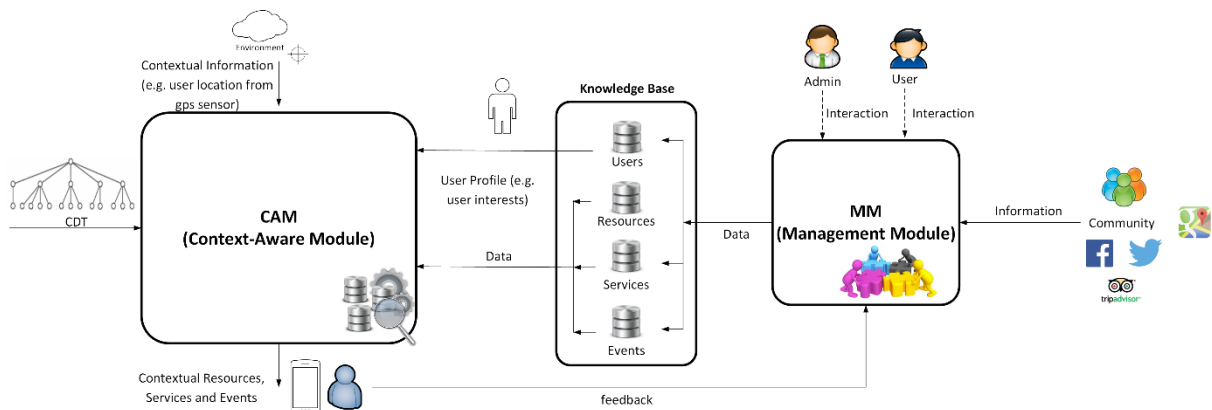 Environment
Contextual Information
(e.g. user location from
gps sensor)
CDT
CAM
(Context-Aware Module)
Contextual Resources,
Services and Events
User Profile (e.g.
user interests)
Data
Knowledge Base
Users
Resources
Services
Events
Data
feedback
Admin
User
Interaction
Interaction
MM
(Management Module)
Information
Community
tripadvisor